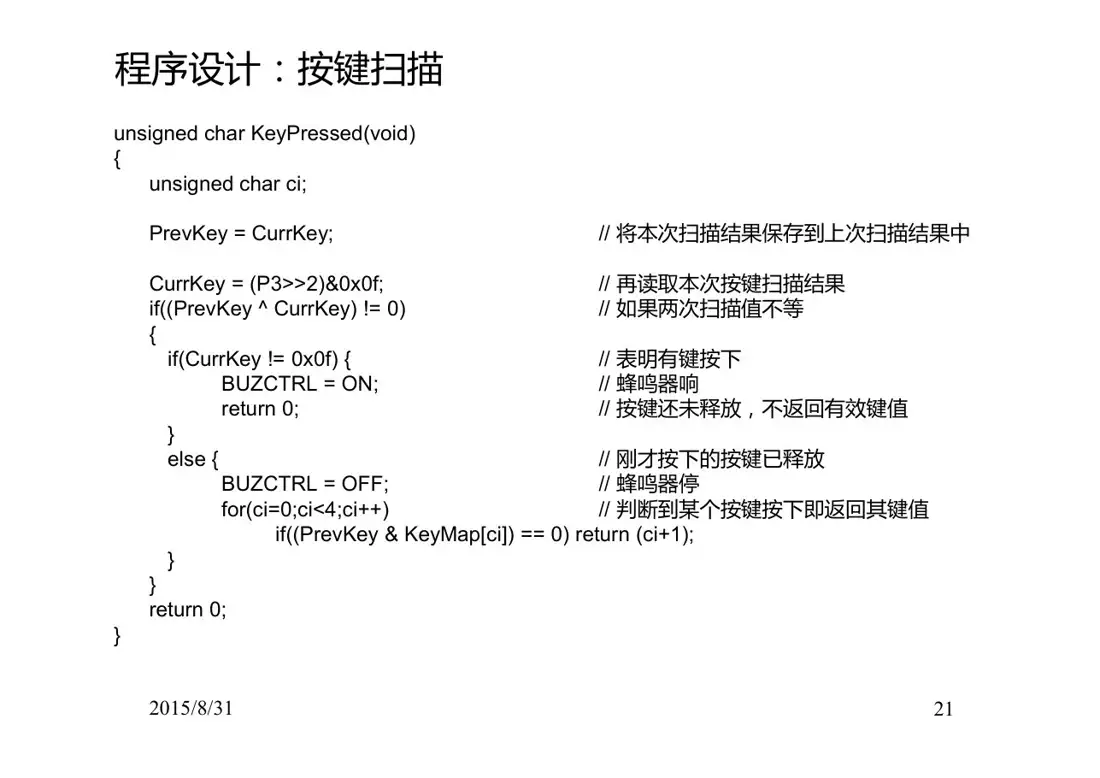 程序设计：按键扫描
unsigned char KeyPressed(void)
{
unsigned char ci;
PrevKey = CurrKey; // 将本次扫描结果保存到上次扫描结果中
CurrKey = (P3>>2)&0x0f; // 再读取本次按键扫描结果
if((PrevKey ^ CurrKey) != 0) // 如果两次扫描值不等
{
if(CurrKey != 0x0f) { // 表明有键按下
BUZCTRL = ON; // 蜂鸣器响
return 0; // 按键还未释放，不返回有效键值
}
else { // 刚才按下的按键已释放
BUZCTRL = OFF; // 蜂鸣器停
for(ci=0;ci<4;ci++) // 判断到某个按键按下即返回其键值
if((PrevKey & KeyMap[ci]) == 0) return (ci+1);
}
}
return 0;
}
2015/8/31 21